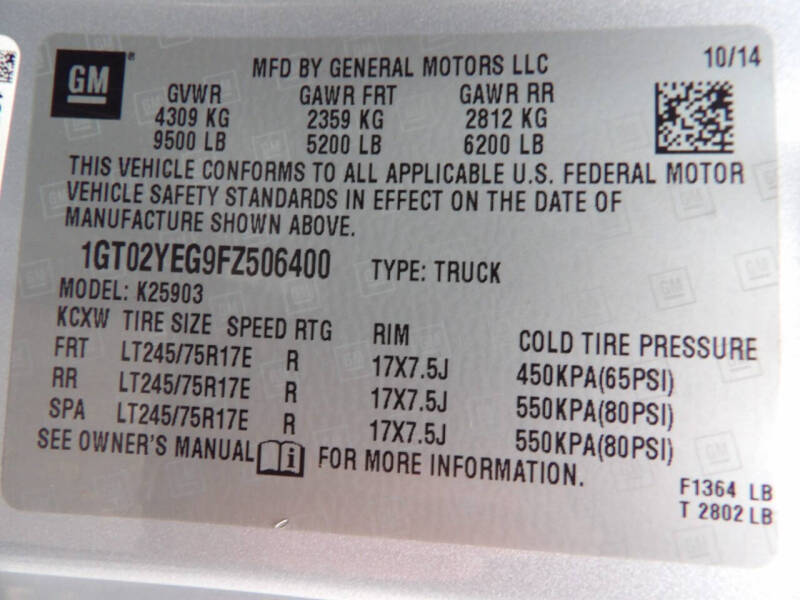 GM ® MFD BY GENERAL MOTORS LLC 10/14
GVWR GAWR FRT GAWR RR
4309 KG 2359 KG 2812 KG
9500 LB 5200 LB 6200 LB
THIS VEHICLE CONFORMS TO ALL APPLICABLE U.S. FEDERAL MOTOR
VEHICLE SAFETY STANDARDS IN EFFECT ON THE DATE OF
MANUFACTURE SHOWN ABOVE.
1GT02YEG9FZ506400 TYPE: TRUCK
MODEL: K25903
KCXW TIRE SIZE SPEED RTG RIM COLD TIRE PRESSURE
FRT LT245/75R17E R 17X7.5J 450KPA(65PSI)
RR LT245/75R17E R 17X7.5J 550KPA(80PSI)
SPA LT245/75R17E R 17X7.5J 550KPA(80PSI)
SEE OWNER'S MANUAL i FOR MORE INFORMATION.
F1364 LB
T 2802 LB